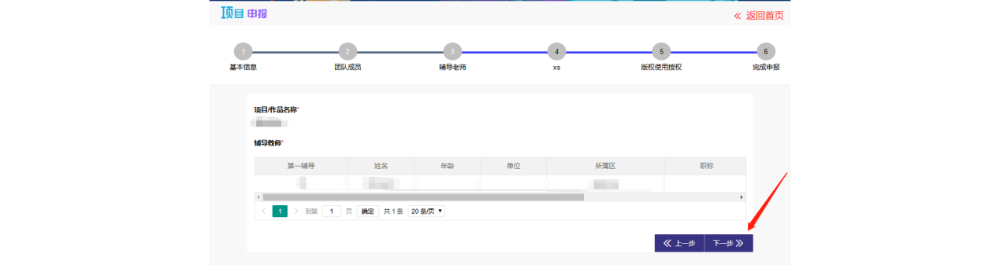 项目 申报
« 返回首页
1 2 3 4 5 6
基本信息 团队成员 辅导老师 xs 版权使用授权 完成申报
项目/作品名称*
辅导教师*
第一辅导 姓名 年龄 单位 所属区 职称
< 1 > 到第 1 页 确定 共 1 条 20 条/页
上一步 下一步